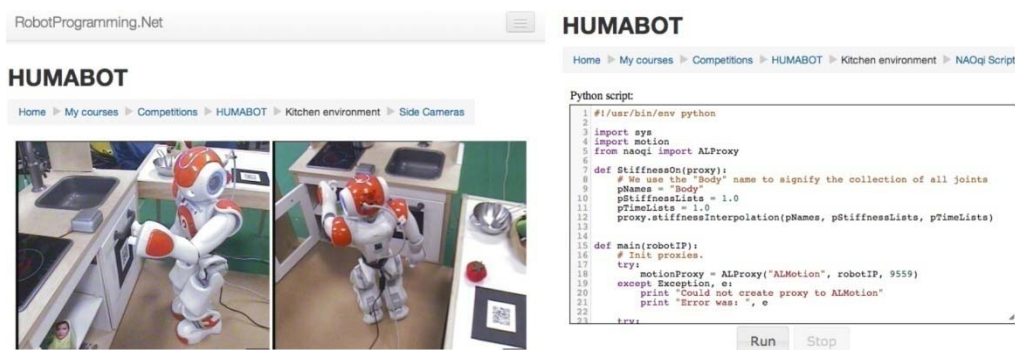 RobotProgramming.Net
HUMABOT
Home My courses Competitions HUMABOT Kitchen environment Side Cameras
HUMABOT
Home My courses Competitions HUMABOT Kitchen environment NAOqi Script
Python script:
1 #!/usr/bin/env python
2
3 import sys
4 import motion
5 from naoqi import ALProxy
6
7 def StiffnessOn(proxy):
8 # We use the "Body" name to signify the collection of all joints
9 pNames = "Body"
10 pStiffnessLists = 1.0
11 pTimeLists = 1.0
12 proxy.stiffnessInterpolation(pNames, pStiffnessLists, pTimeLists)
13
14
15 def main(robotIP):
16 # Init proxies.
17 try:
18 motionProxy = ALProxy("ALMotion", robotIP, 9559)
19 except Exception, e:
20 print "Could not create proxy to ALMotion"
21 print "Error was: ", e
22
23 try:
Run Stop